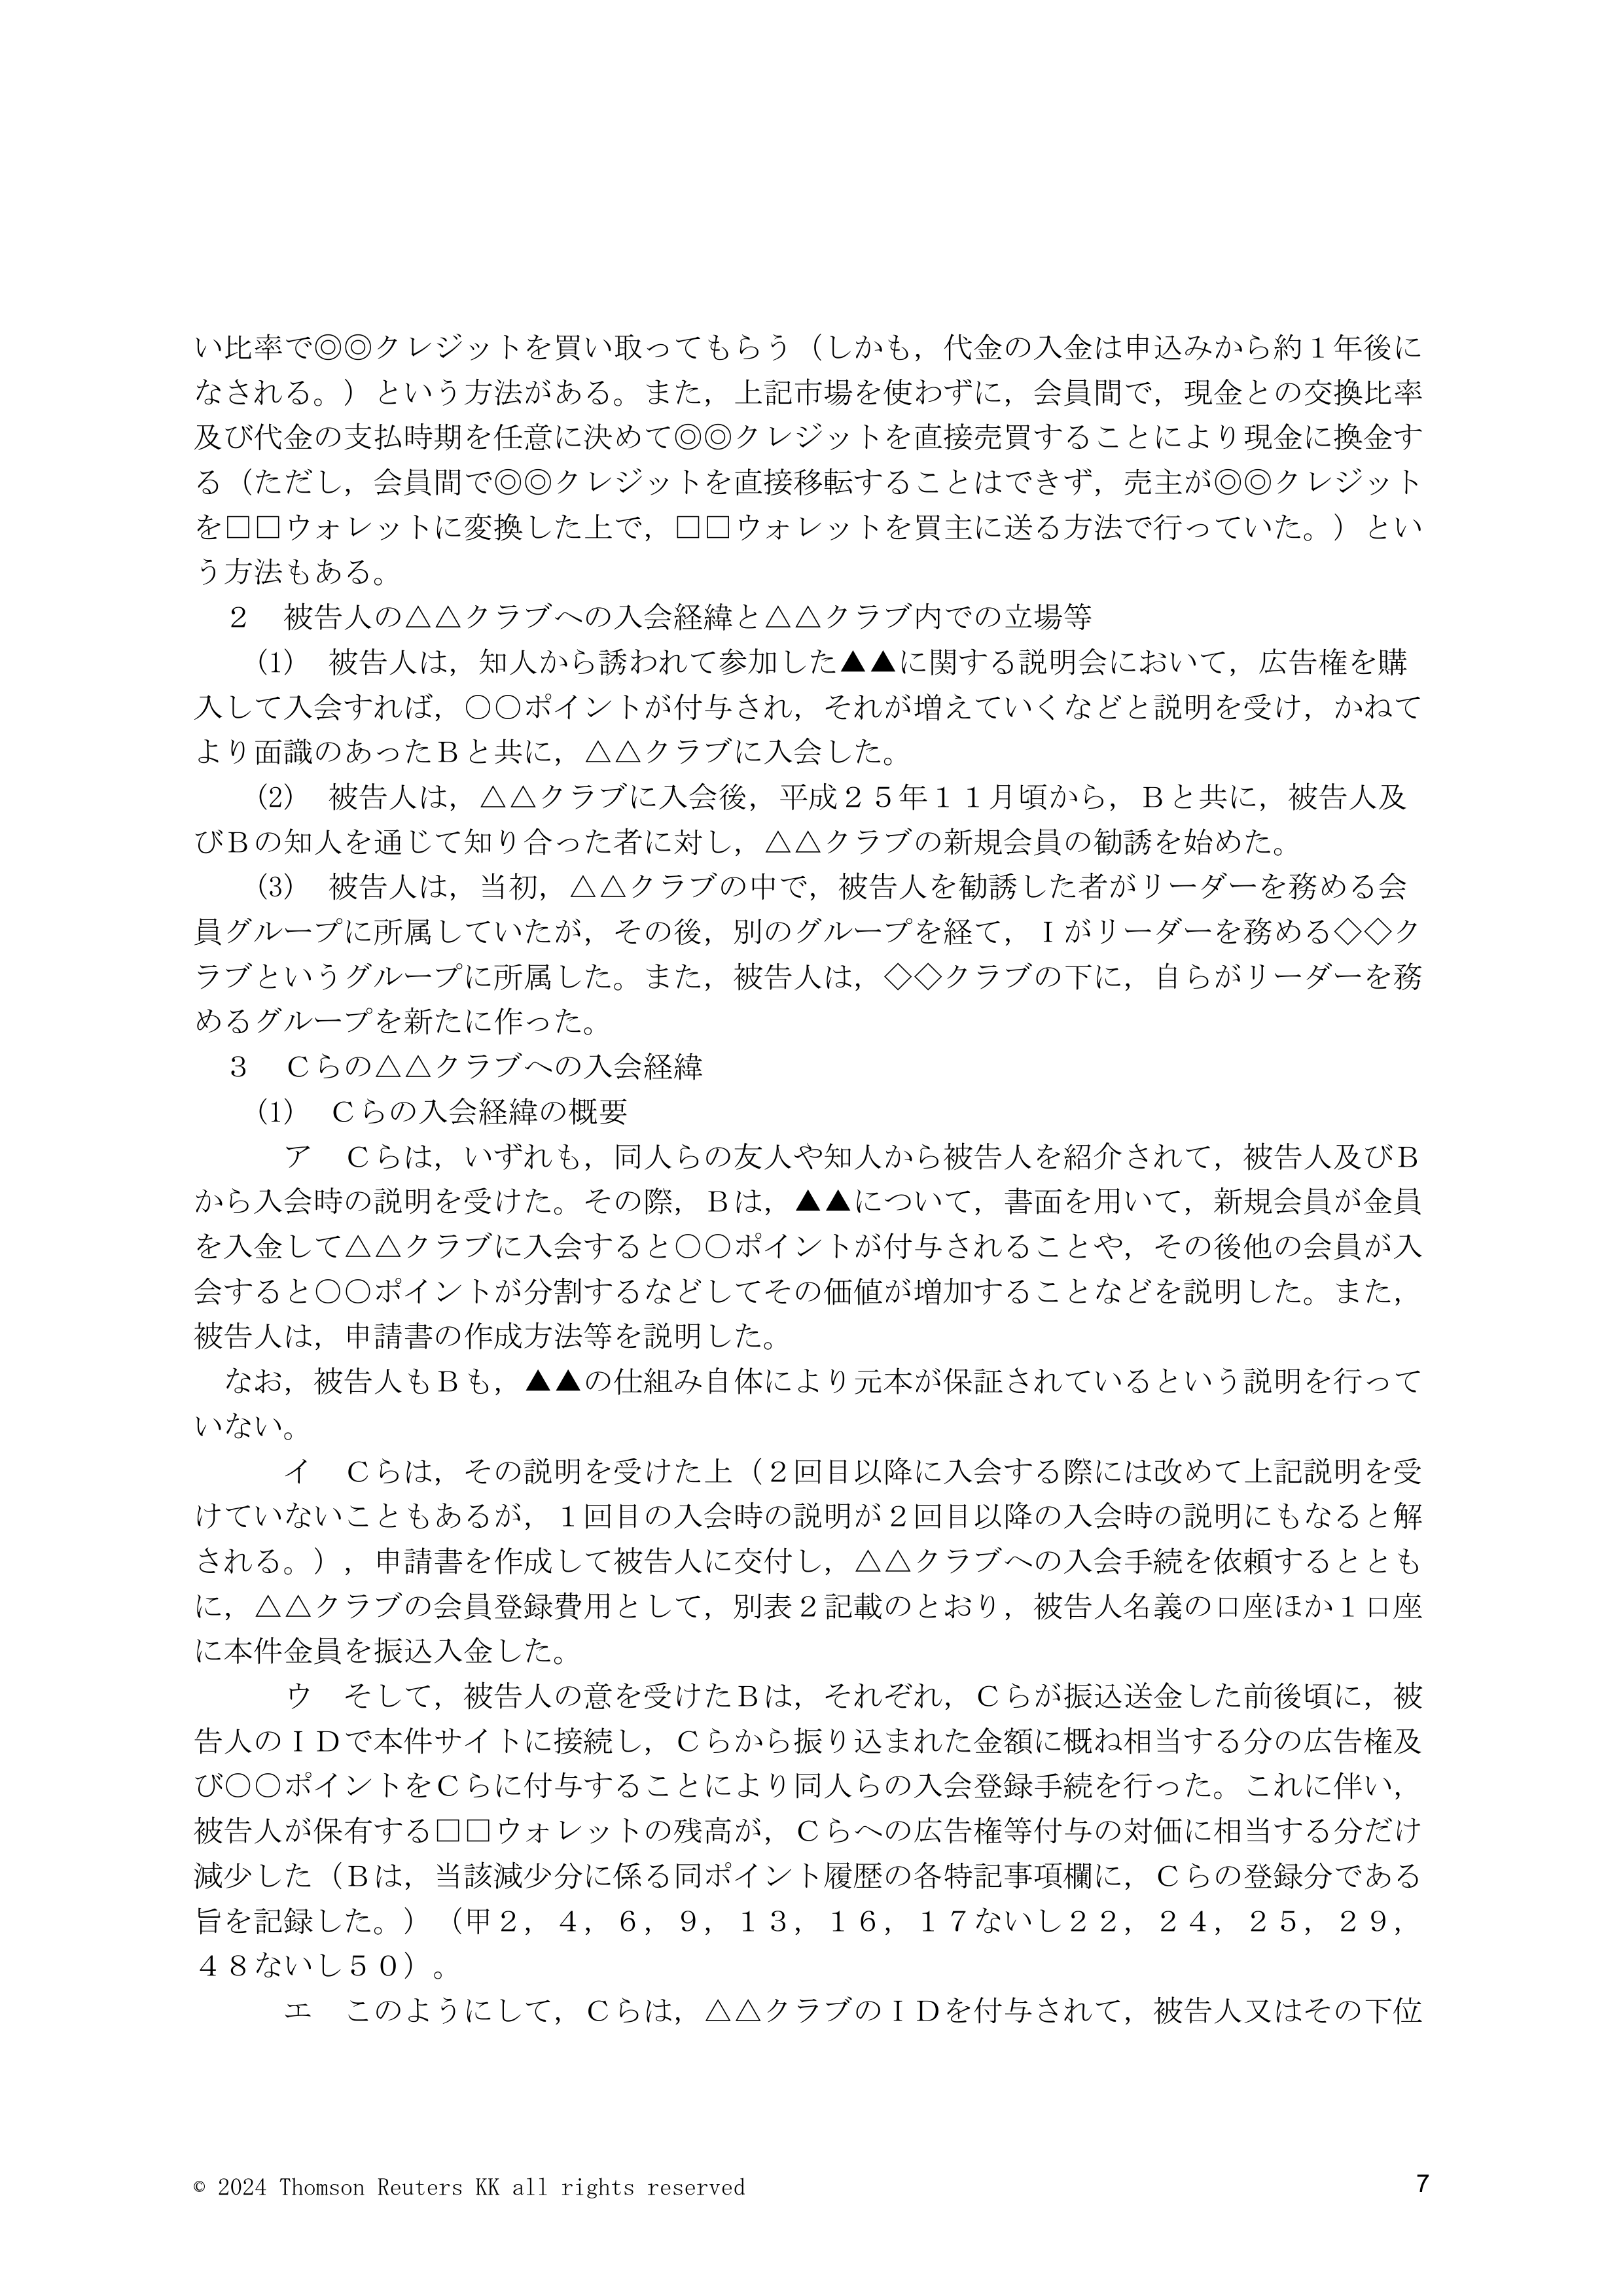 い比率で◎◎クレジットを買い取ってもらう（しかも，代金の入金は申込みから約１年後に
なされる。）という方法がある。また，上記市場を使わずに，会員間で，現金との交換比率
及び代金の支払時期を任意に決めて◎◎クレジットを直接売買することにより現金に換金す
る（ただし，会員間で◎◎クレジットを直接移転することはできず，売主が◎◎クレジット
を□□ウォレットに変換した上で，□□ウォレットを買主に送る方法で行っていた。）とい
う方法もある。
２　被告人の△△クラブへの入会経緯と△△クラブ内での立場等
(1)　被告人は，知人から誘われて参加した▲▲に関する説明会において，広告権を購
入して入会すれば，○○ポイントが付与され，それが増えていくなどと説明を受け，かねて
より面識のあったＢと共に，△△クラブに入会した。
(2)　被告人は，△△クラブに入会後，平成２５年１１月頃から，Ｂと共に，被告人及
びＢの知人を通じて知り合った者に対し，△△クラブの新規会員の勧誘を始めた。
(3)　被告人は，当初，△△クラブの中で，被告人を勧誘した者がリーダーを務める会
員グループに所属していたが，その後，別のグループを経て，Ｉがリーダーを務める◇◇ク
ラブというグループに所属した。また，被告人は，◇◇クラブの下に，自らがリーダーを務
めるグループを新たに作った。
３　Ｃらの△△クラブへの入会経緯
(1)　Ｃらの入会経緯の概要
ア　Ｃらは，いずれも，同人らの友人や知人から被告人を紹介されて，被告人及びＢ
から入会時の説明を受けた。その際，Ｂは，▲▲について，書面を用いて，新規会員が金員
を入金して△△クラブに入会すると○○ポイントが付与されることや，その後他の会員が入
会すると○○ポイントが分割するなどしてその価値が増加することなどを説明した。また，
被告人は，申請書の作成方法等を説明した。
なお，被告人もＢも，▲▲の仕組み自体により元本が保証されているという説明を行って
いない。
イ　Ｃらは，その説明を受けた上（２回目以降に入会する際には改めて上記説明を受
けていないこともあるが，１回目の入会時の説明が２回目以降の入会時の説明にもなると解
される。），申請書を作成して被告人に交付し，△△クラブへの入会手続を依頼するととも
に，△△クラブの会員登録費用として，別表２記載のとおり，被告人名義の口座ほか１口座
に本件金員を振込入金した。
ウ　そして，被告人の意を受けたＢは，それぞれ，Ｃらが振込送金した前後頃に，被
告人のＩＤで本件サイトに接続し，Ｃらから振り込まれた金額に概ね相当する分の広告権及
び○○ポイントをＣらに付与することにより同人らの入会登録手続を行った。これに伴い，
被告人が保有する□□ウォレットの残高が，Ｃらへの広告権等付与の対価に相当する分だけ
減少した（Ｂは，当該減少分に係る同ポイント履歴の各特記事項欄に，Ｃらの登録分である
旨を記録した。）（甲２，４，６，９，１３，１６，１７ないし２２，２４，２５，２９，
４８ないし５０）。
エ　このようにして，Ｃらは，△△クラブのＩＤを付与されて，被告人又はその下位
© 2024 Thomson Reuters KK all rights reserved
7